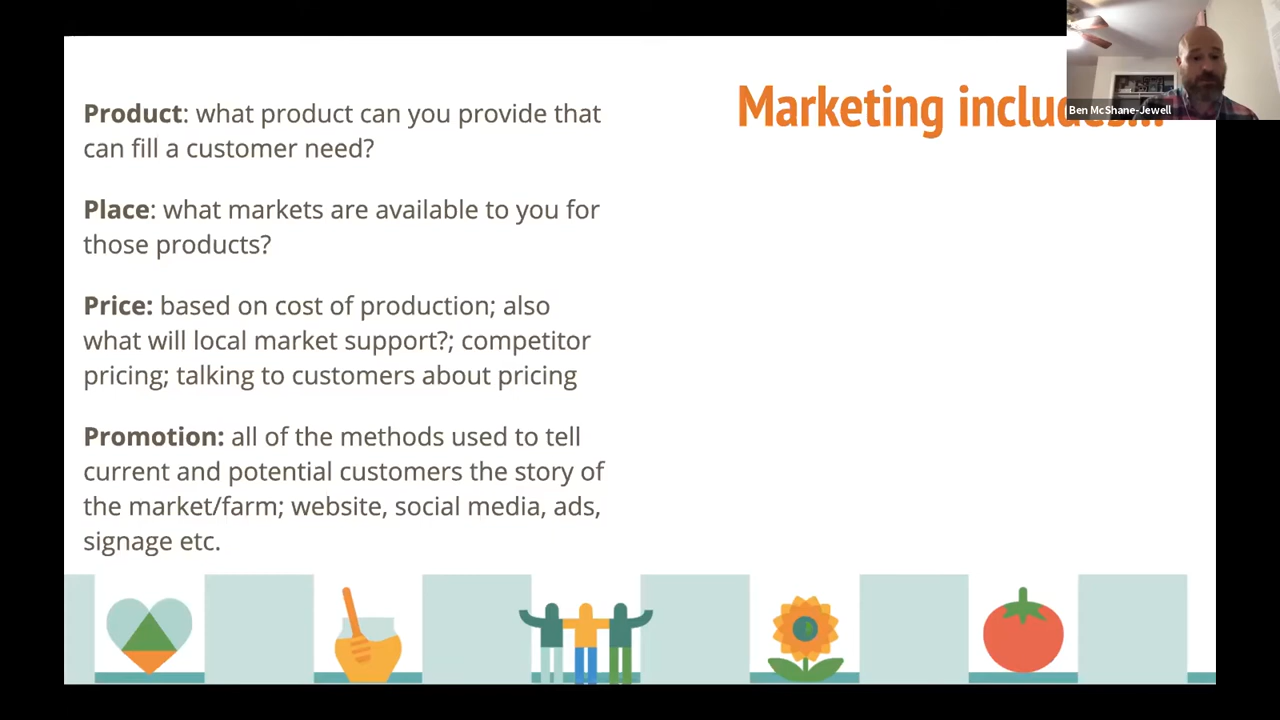 Marketing includes...
Ben McShane-Jewell
Product: what product can you provide that
can fill a customer need?
Place: what markets are available to you for
those products?
Price: based on cost of production; also
what will local market support?; competitor
pricing; talking to customers about pricing
Promotion: all of the methods used to tell
current and potential customers the story of
the market/farm; website, social media, ads,
signage etc.